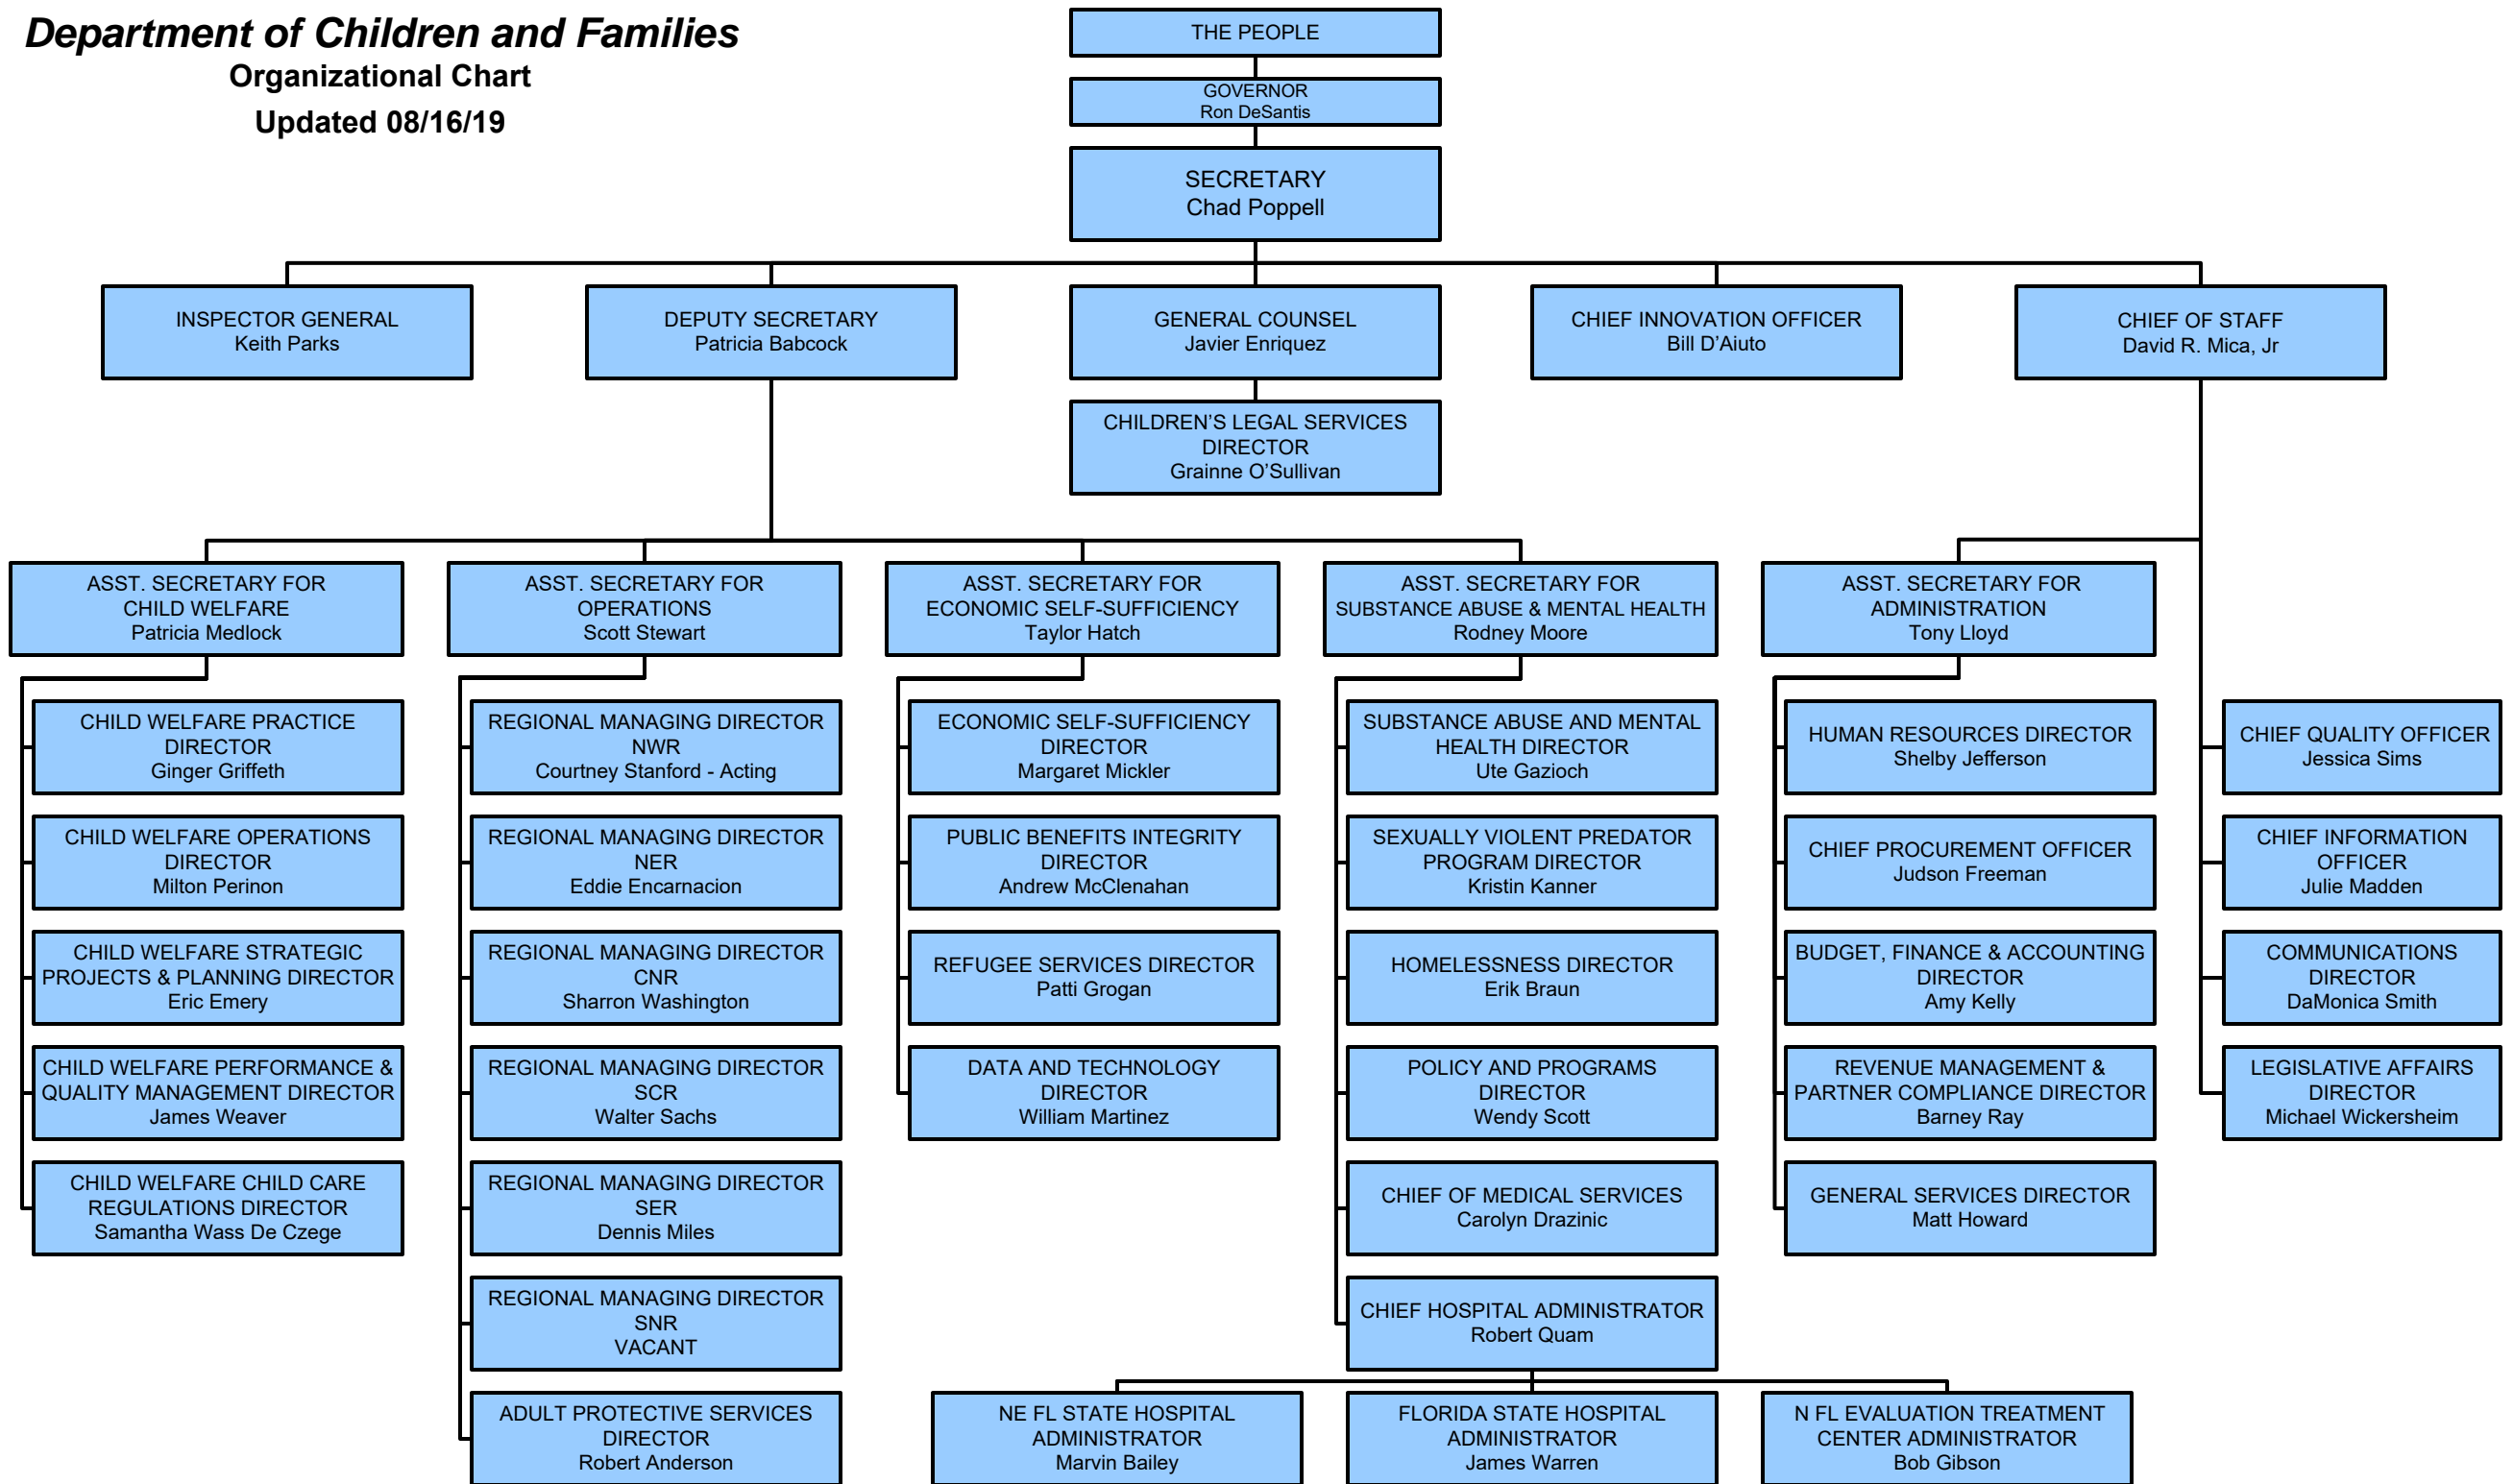 Department of Children and Families
Organizational Chart
Updated 08/16/19
THE PEOPLE
GOVERNOR
Ron DeSantis
SECRETARY
Chad Poppell
INSPECTOR GENERAL
Keith Parks
DEPUTY SECRETARY
Patricia Babcock
GENERAL COUNSEL
Javier Enriquez
CHIEF INNOVATION OFFICER
Bill D’Aiuto
CHIEF OF STAFF
David R. Mica, Jr
CHILDREN’S LEGAL SERVICES
DIRECTOR
Grainne O’Sullivan
ASST. SECRETARY FOR
CHILD WELFARE
Patricia Medlock
ASST. SECRETARY FOR
OPERATIONS
Scott Stewart
ASST. SECRETARY FOR
ECONOMIC SELF-SUFFICIENCY
Taylor Hatch
ASST. SECRETARY FOR
SUBSTANCE ABUSE & MENTAL HEALTH
Rodney Moore
ASST. SECRETARY FOR
ADMINISTRATION
Tony Lloyd
CHILD WELFARE PRACTICE
DIRECTOR
Ginger Griffeth
CHILD WELFARE OPERATIONS
DIRECTOR
Milton Perinon
CHILD WELFARE STRATEGIC
PROJECTS & PLANNING DIRECTOR
Eric Emery
CHILD WELFARE PERFORMANCE &
QUALITY MANAGEMENT DIRECTOR
James Weaver
CHILD WELFARE CHILD CARE
REGULATIONS DIRECTOR
Samantha Wass De Czege
REGIONAL MANAGING DIRECTOR
NWR
Courtney Stanford - Acting
REGIONAL MANAGING DIRECTOR
NER
Eddie Encarnacion
REGIONAL MANAGING DIRECTOR
CNR
Sharron Washington
REGIONAL MANAGING DIRECTOR
SCR
Walter Sachs
REGIONAL MANAGING DIRECTOR
SER
Dennis Miles
REGIONAL MANAGING DIRECTOR
SNR
VACANT
ADULT PROTECTIVE SERVICES
DIRECTOR
Robert Anderson
ECONOMIC SELF-SUFFICIENCY
DIRECTOR
Margaret Mickler
PUBLIC BENEFITS INTEGRITY
DIRECTOR
Andrew McClenahan
REFUGEE SERVICES DIRECTOR
Patti Grogan
DATA AND TECHNOLOGY
DIRECTOR
William Martinez
SUBSTANCE ABUSE AND MENTAL
HEALTH DIRECTOR
Ute Gazioch
SEXUALLY VIOLENT PREDATOR
PROGRAM DIRECTOR
Kristin Kanner
HOMELESSNESS DIRECTOR
Erik Braun
POLICY AND PROGRAMS
DIRECTOR
Wendy Scott
CHIEF OF MEDICAL SERVICES
Carolyn Drazinic
CHIEF HOSPITAL ADMINISTRATOR
Robert Quam
NE FL STATE HOSPITAL
ADMINISTRATOR
Marvin Bailey
FLORIDA STATE HOSPITAL
ADMINISTRATOR
James Warren
N FL EVALUATION TREATMENT
CENTER ADMINISTRATOR
Bob Gibson
HUMAN RESOURCES DIRECTOR
Shelby Jefferson
CHIEF PROCUREMENT OFFICER
Judson Freeman
BUDGET, FINANCE & ACCOUNTING
DIRECTOR
Amy Kelly
REVENUE MANAGEMENT &
PARTNER COMPLIANCE DIRECTOR
Barney Ray
GENERAL SERVICES DIRECTOR
Matt Howard
CHIEF QUALITY OFFICER
Jessica Sims
CHIEF INFORMATION
OFFICER
Julie Madden
COMMUNICATIONS
DIRECTOR
DaMonica Smith
LEGISLATIVE AFFAIRS
DIRECTOR
Michael Wickersheim